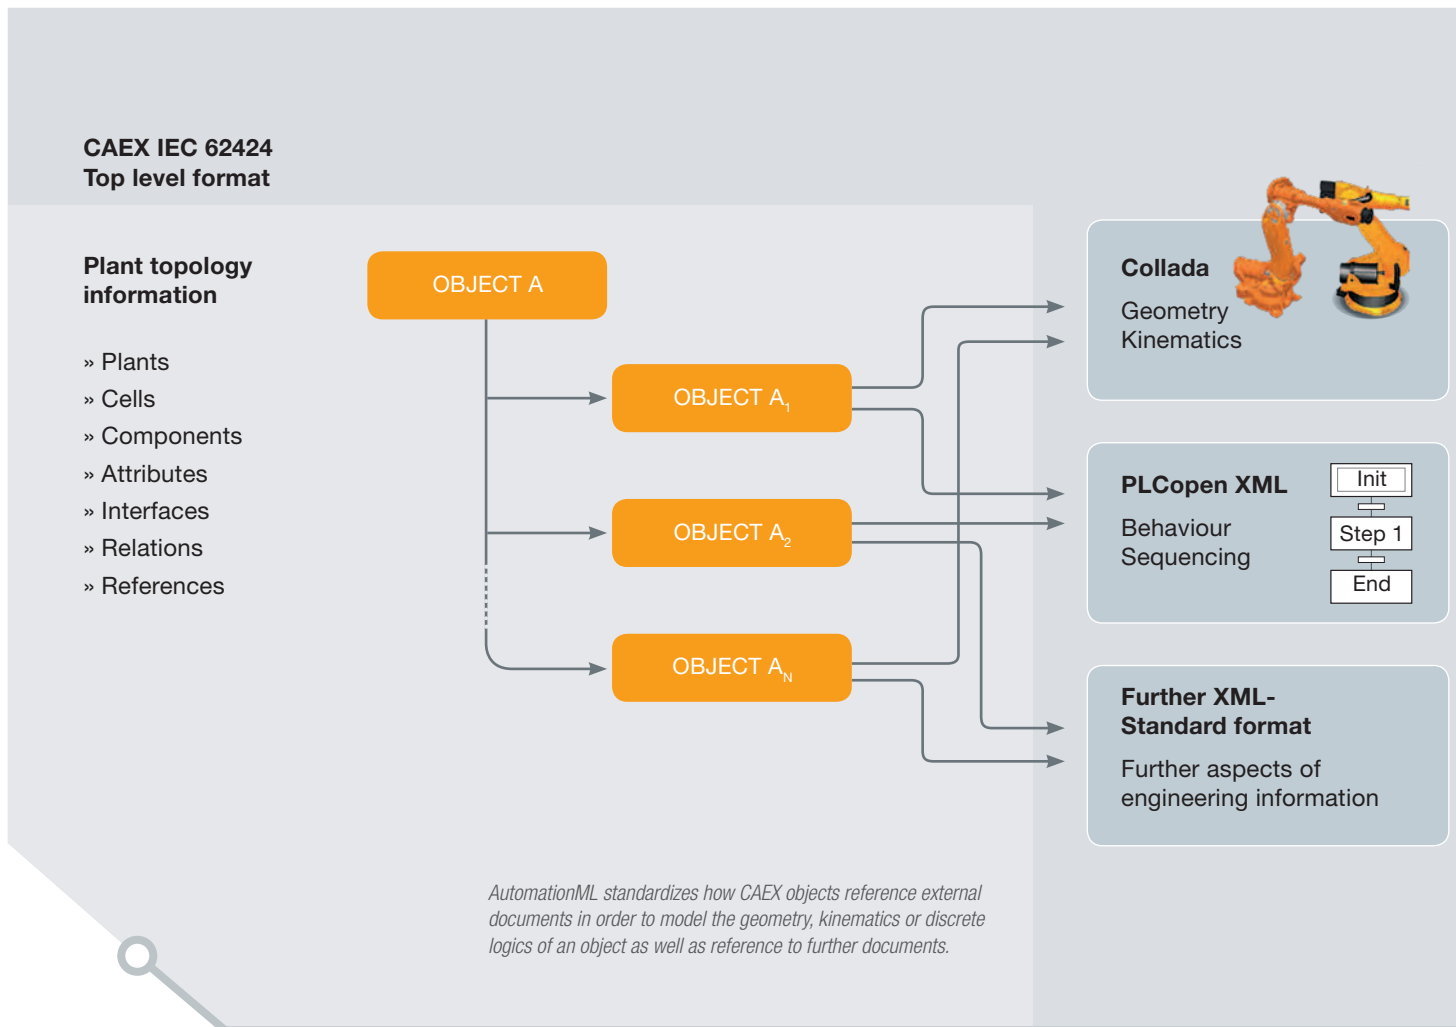 CAEX IEC 62424
Top level format
Plant topology
information
» Plants
» Cells
» Components
» Attributes
» Interfaces
» Relations
» References
OBJECT A
OBJECT A1
OBJECT A2
OBJECT AN
Collada
Geometry
Kinematics
PLCopen XML
Behaviour
Sequencing
Init
Step 1
End
Further XML-
Standard format
Further aspects of
engineering information
AutomationML standardizes how CAEX objects reference external
documents in order to model the geometry, kinematics or discrete
logics of an object as well as reference to further documents.